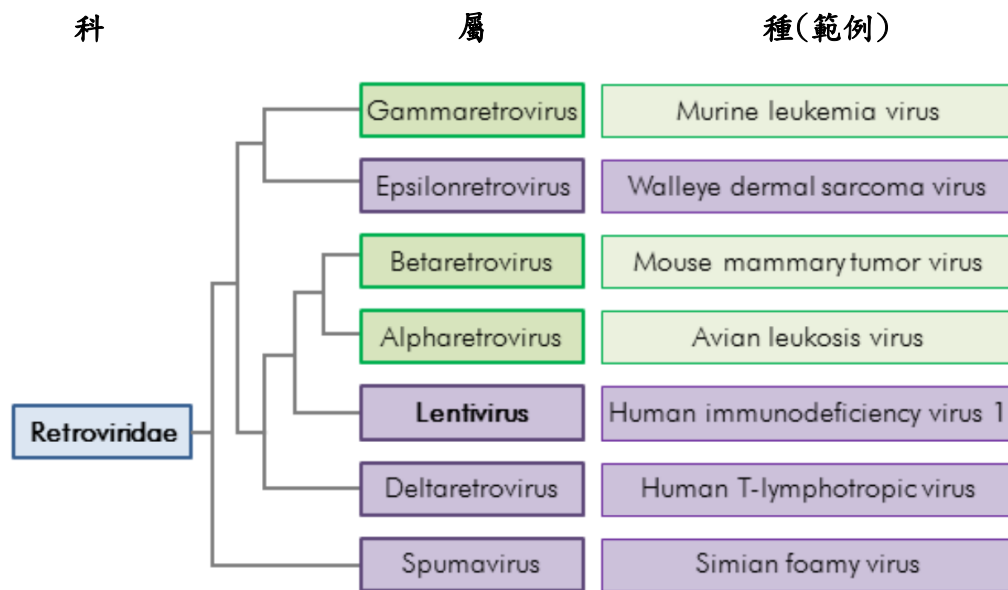 科 屬 種(範例)
Gammaretrovirus Murine leukemia virus
Epsilonretrovirus Walleye dermal sarcoma virus
Betaretrovirus Mouse mammary tumor virus
Alpharetrovirus Avian leukosis virus
Lentivirus Human immunodeficiency virus 1
Retroviridae
Deltaretrovirus Human T-lymphotropic virus
Spumavirus Simian foamy virus